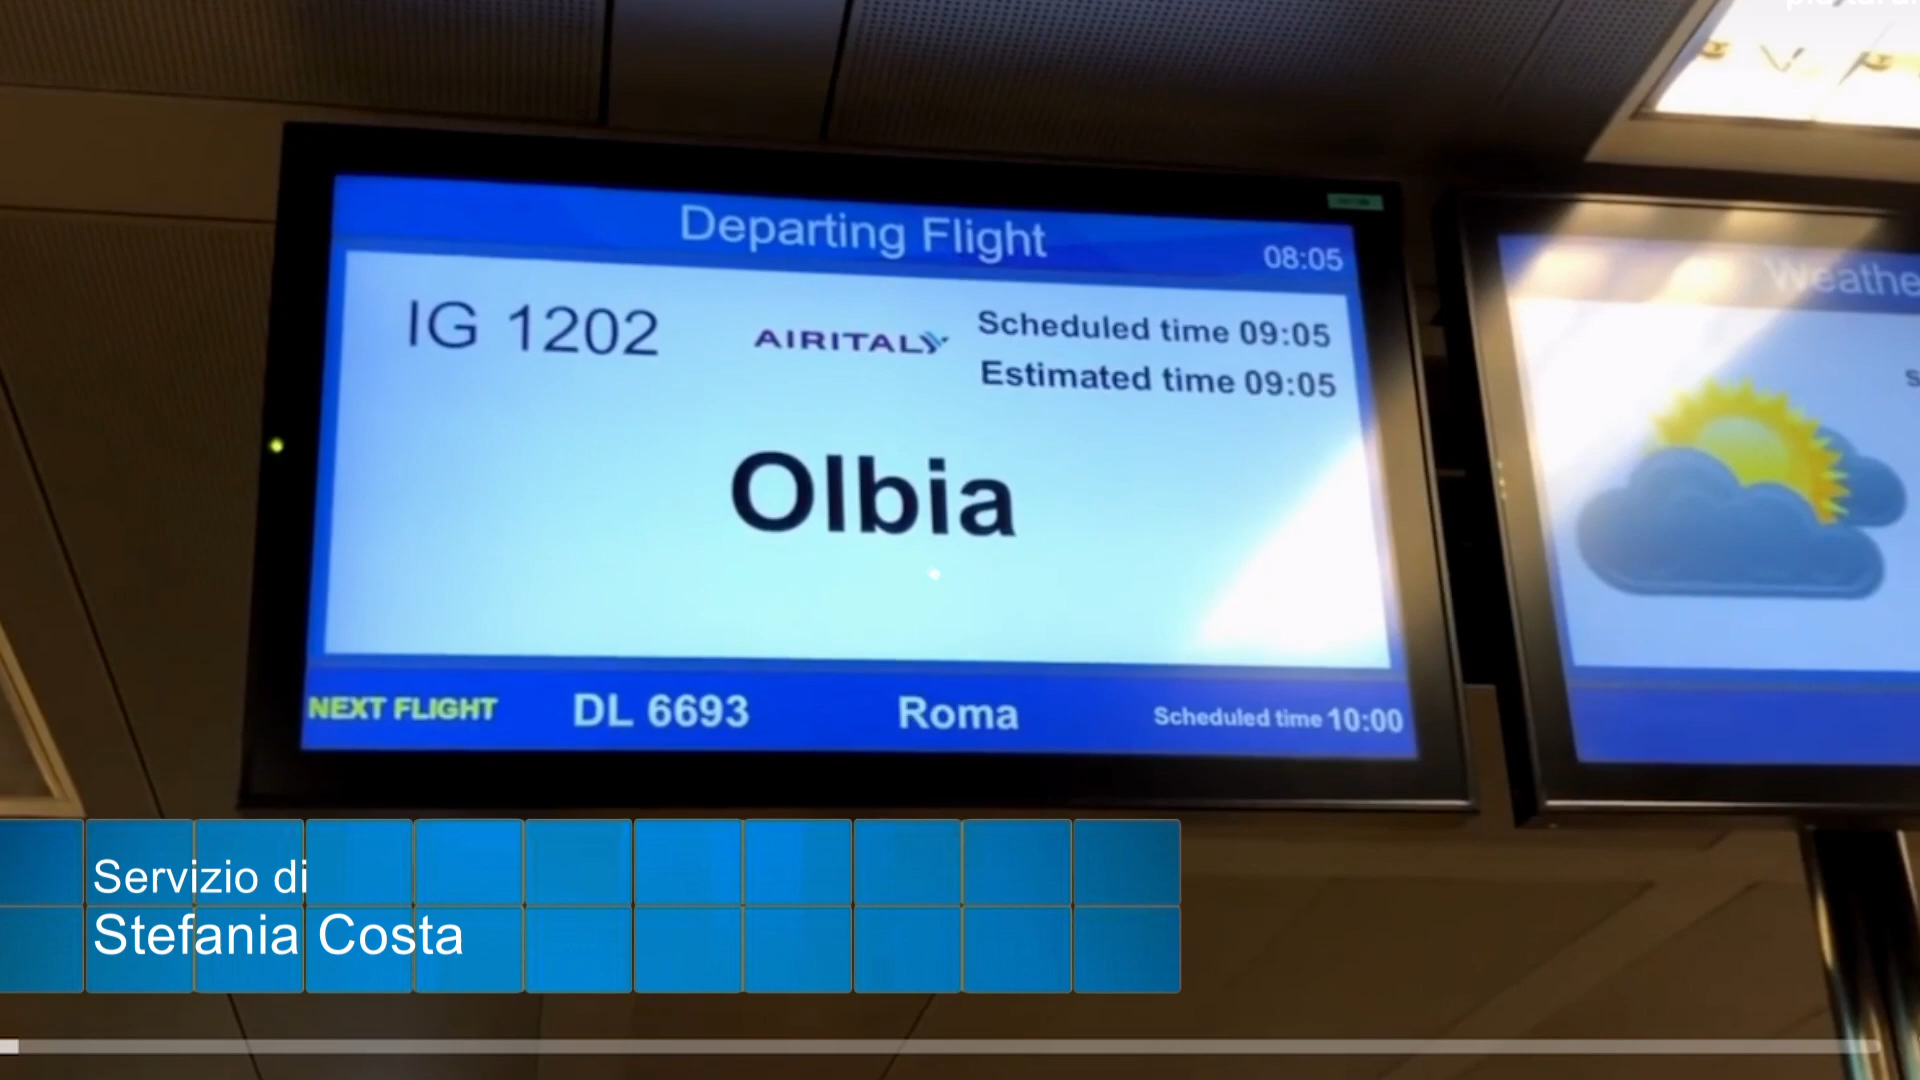 Departing Flight
08:05
IG 1202
AIRITALY
Scheduled time 09:05
Estimated time 09:05
Olbia
NEXT FLIGHT DL 6693 Roma Scheduled time 10:00
Servizio di
Stefania Costa